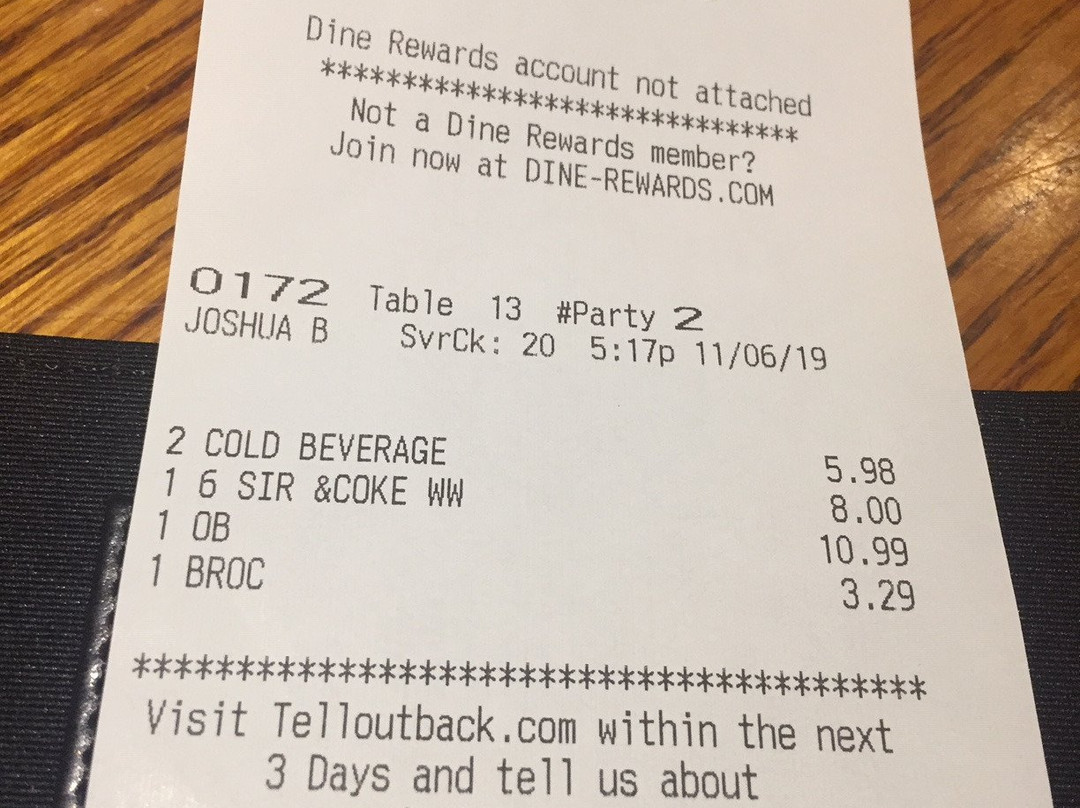 Dine Rewards account not attached
******************************
Not a Dine Rewards member?
Join now at DINE-REWARDS.COM
0172 Table 13 #Party 2
JOSHUA B SvrCk: 20 5:17p 11/06/19
2 COLD BEVERAGE 5.98
1 6 SIR &COKE WW 8.00
1 OB 10.99
1 BROC 3.29
****************************************
Visit Telloutback.com within the next
3 Days and tell us about